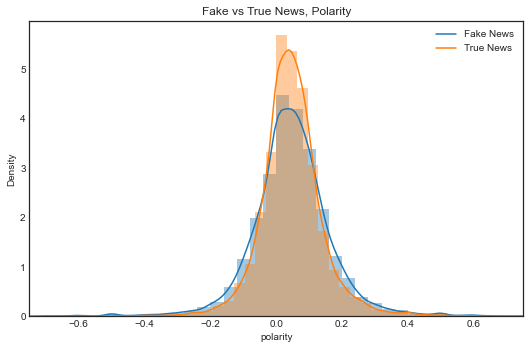 Fake vs True News, Polarity
Fake News
True News
Density
5
4
3
2
1
0
−0.6
−0.4
−0.2
0.0
0.2
0.4
0.6
polarity